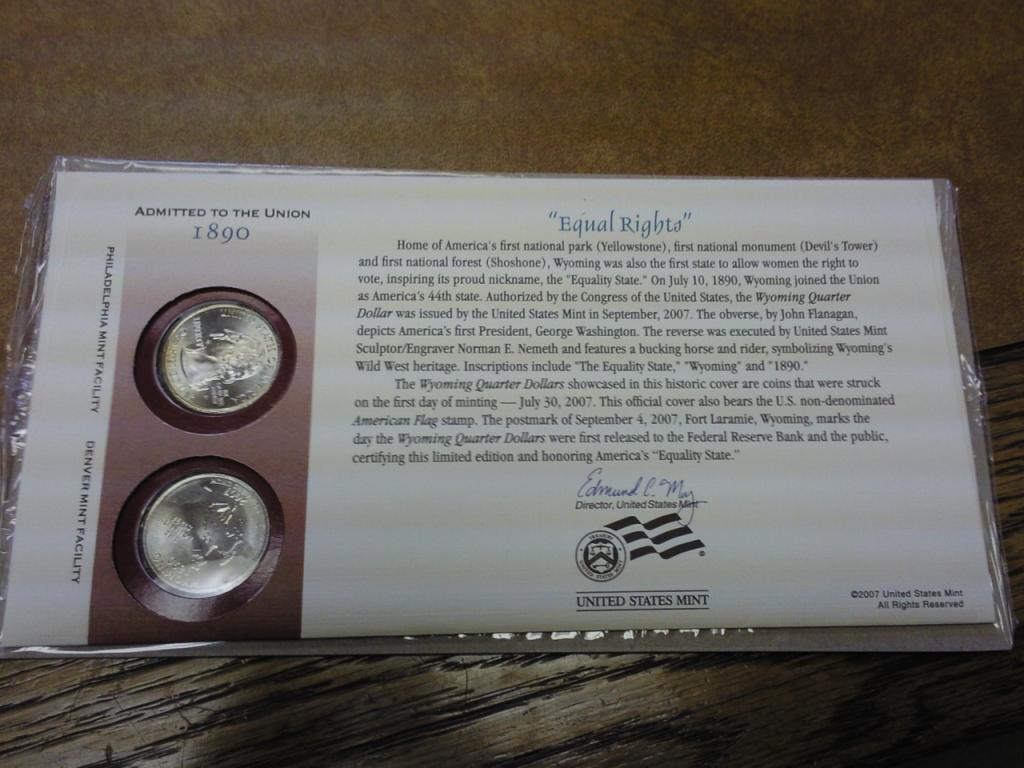 ADMITTED TO THE UNION
1890
PHILADELPHIA MINT FACILITY
DENVER MINT FACILITY
"Equal Rights"
Home of America's first national park (Yellowstone), first national monument (Devil's Tower)
and first national forest (Shoshone), Wyoming was also the first state to allow women the right to
vote, inspiring its proud nickname, the "Equality State." On July 10, 1890, Wyoming joined the Union
as America's 44th state. Authorized by the Congress of the United States, the Wyoming Quarter
Dollar was issued by the United States Mint in September, 2007. The obverse, by John Flanagan,
depicts America's first President, George Washington. The reverse was executed by United States Mint
Sculptor/Engraver Norman E. Nemeth and features a bucking horse and rider, symbolizing Wyoming's
Wild West heritage. Inscriptions include "The Equality State," "Wyoming" and "1890."
The Wyoming Quarter Dollars showcased in this historic cover are coins that were struck
on the first day of minting — July 30, 2007. This official cover also bears the U.S. non-denominated
American Flag stamp. The postmark of September 4, 2007, Fort Laramie, Wyoming, marks the
day the Wyoming Quarter Dollars were first released to the Federal Reserve Bank and the public,
certifying this limited edition and honoring America's "Equality State."
Edmund C. Moy
Director, United States Mint
UNITED STATES MINT
©2007 United States Mint
All Rights Reserved